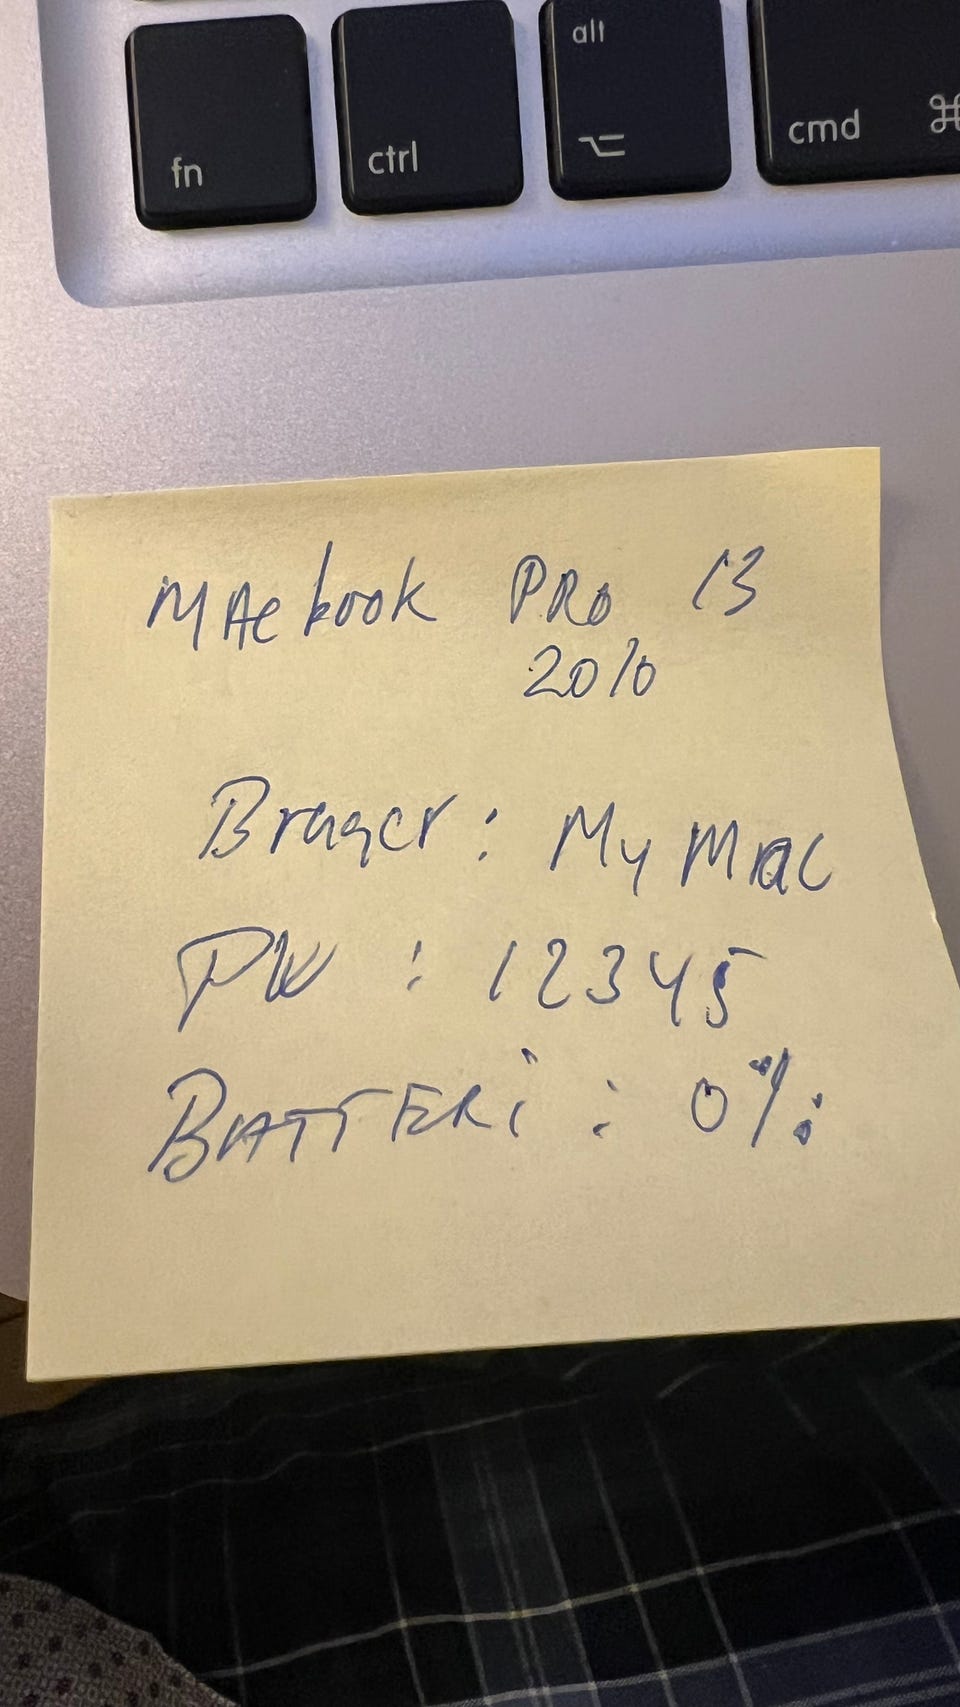 fn ctrl alt ⌥ cmd ⌘
MAcbook PRo 13
2010
Bruger: My Mac
PW: 12345
BATTERi: 0%